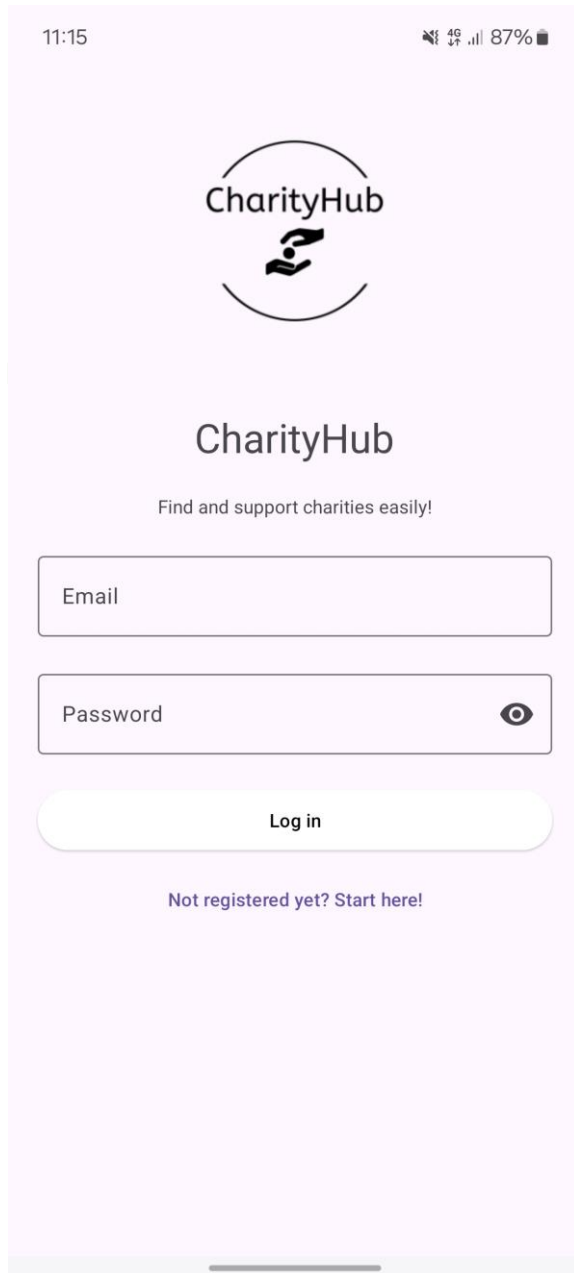 11:15 4G 87%
CharityHub
CharityHub
Find and support charities easily!
Email
Password
Log in
Not registered yet? Start here!